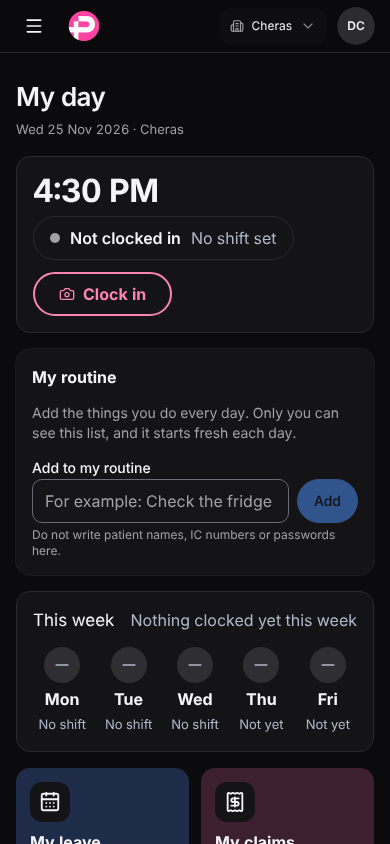 Cheras
DC
My day
Wed 25 Nov 2026 · Cheras
4:30 PM
Not clocked in No shift set
Clock in
My routine
Add the things you do every day. Only you can
see this list, and it starts fresh each day.
Add to my routine
For example: Check the fridge
Add
Do not write patient names, IC numbers or passwords
here.
This week Nothing clocked yet this week
— — — — —
Mon Tue Wed Thu Fri
No shift No shift No shift Not yet Not yet
My leave My claims